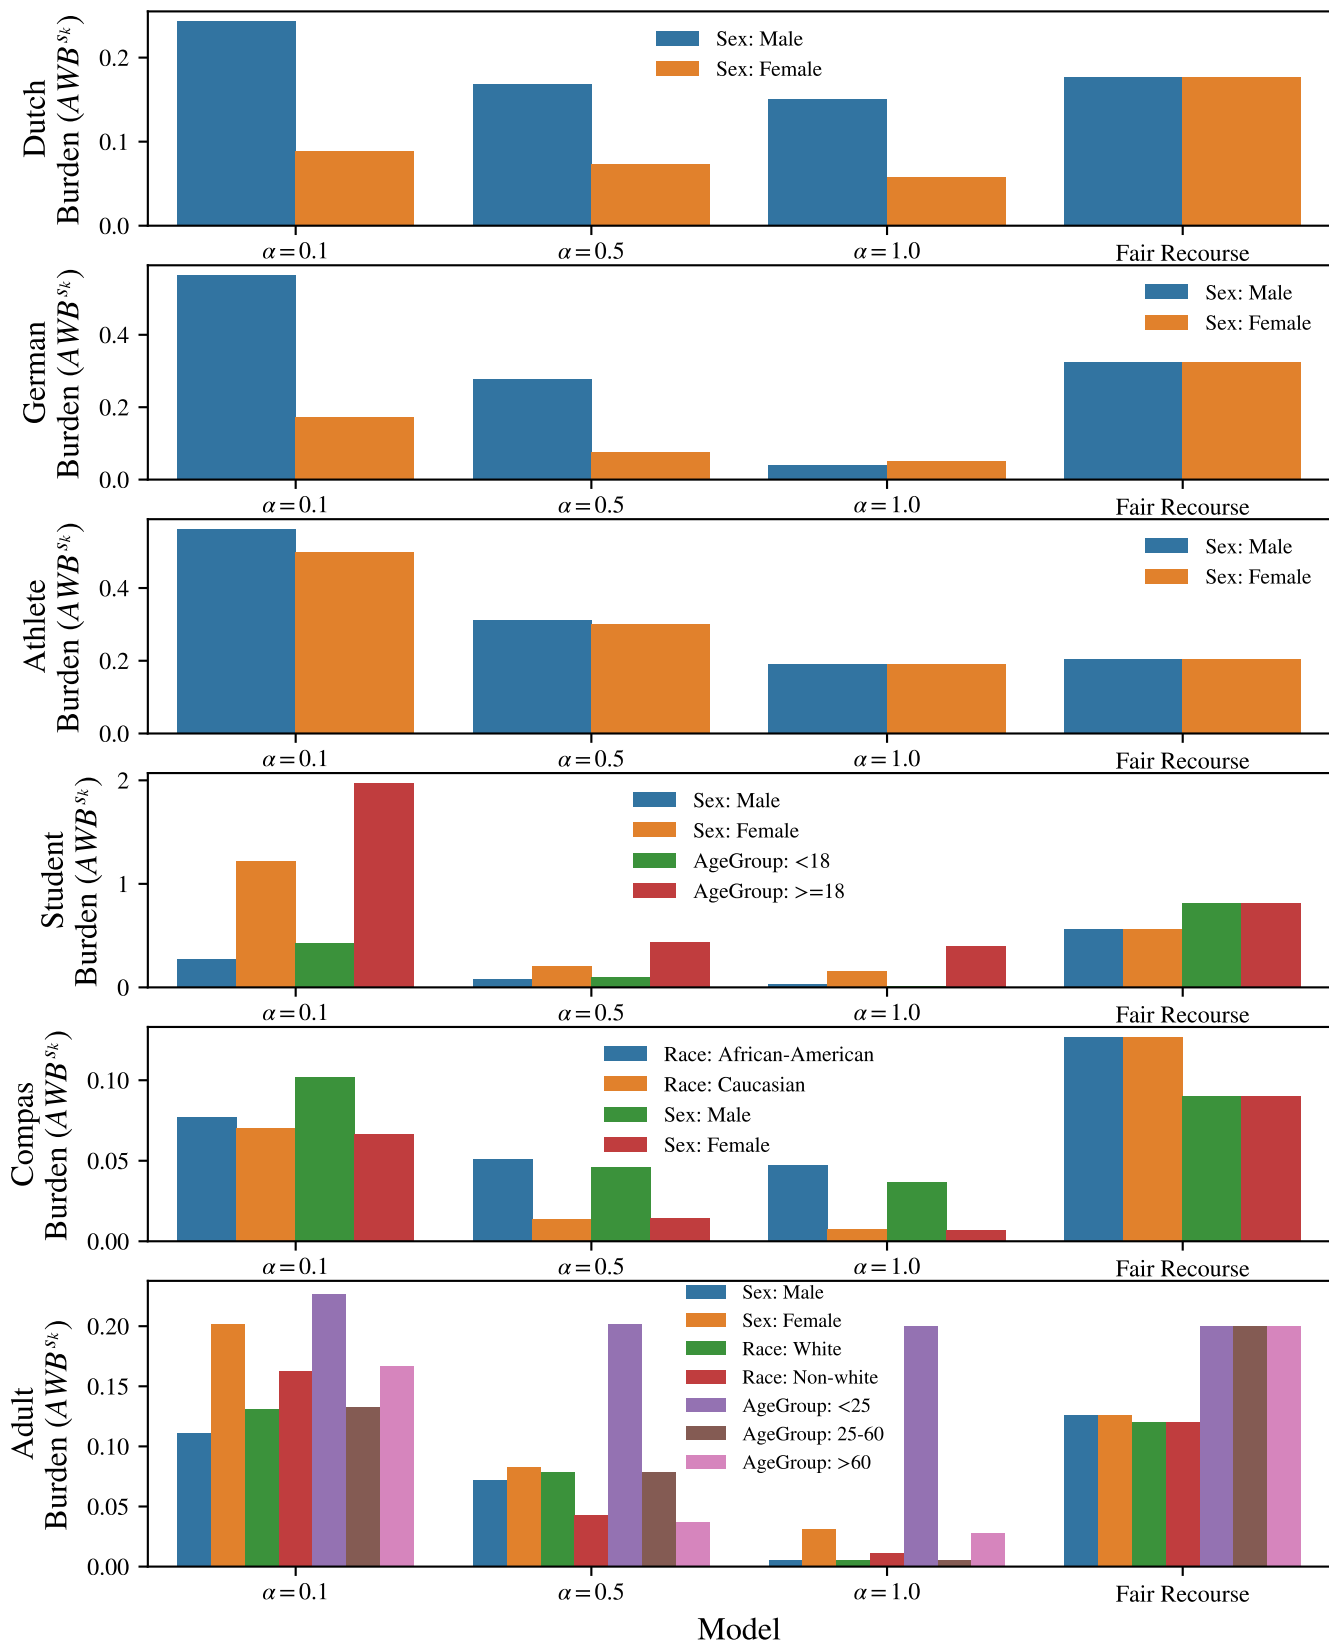 Dutch
Burden (AWB^{s_k})
0.2
0.1
0.0
Sex: Male
Sex: Female
α=0.1
α=0.5
α=1.0
Fair Recourse
German
Burden (AWB^{s_k})
0.4
0.2
0.0
Sex: Male
Sex: Female
α=0.1
α=0.5
α=1.0
Fair Recourse
Athlete
Burden (AWB^{s_k})
0.4
0.2
0.0
Sex: Male
Sex: Female
α=0.1
α=0.5
α=1.0
Fair Recourse
Student
Burden (AWB^{s_k})
2
1
0
Sex: Male
Sex: Female
AgeGroup: <18
AgeGroup: >=18
α=0.1
α=0.5
α=1.0
Fair Recourse
Compas
Burden (AWB^{s_k})
0.10
0.05
0.00
Race: African-American
Race: Caucasian
Sex: Male
Sex: Female
α=0.1
α=0.5
α=1.0
Fair Recourse
Adult
Burden (AWB^{s_k})
0.20
0.15
0.10
0.05
0.00
Sex: Male
Sex: Female
Race: White
Race: Non-white
AgeGroup: <25
AgeGroup: 25-60
AgeGroup: >60
α=0.1
α=0.5
α=1.0
Fair Recourse
Model